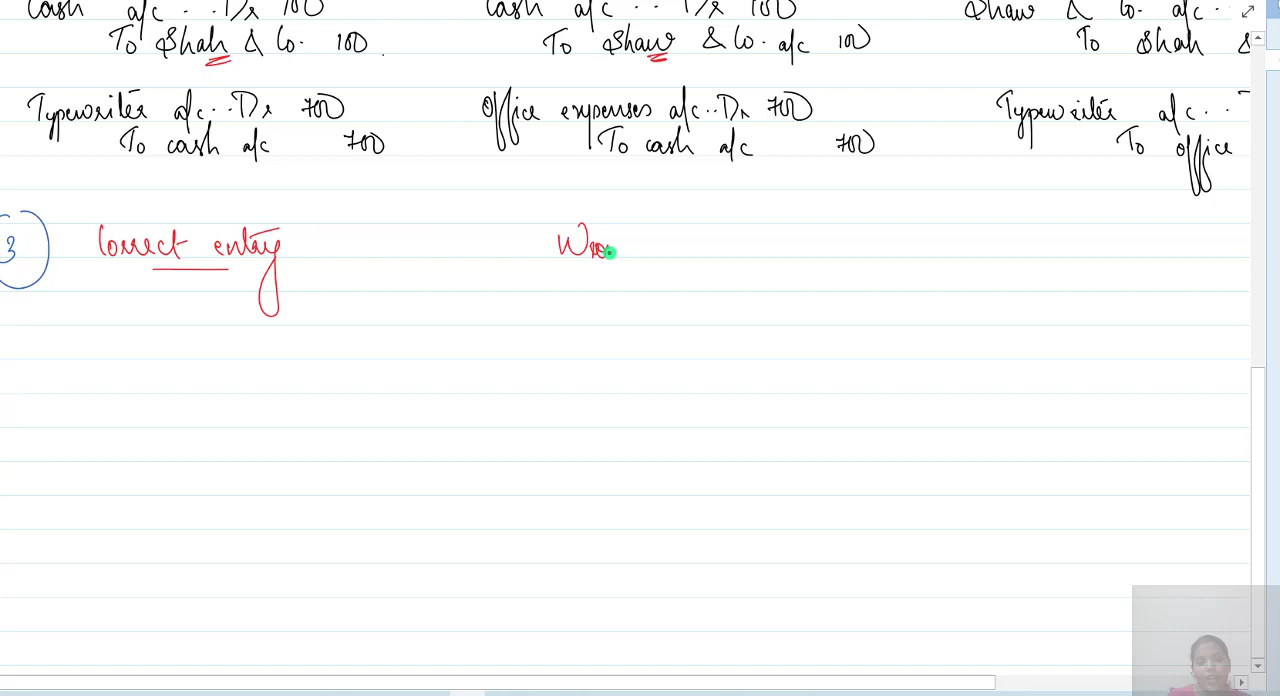 Cash a/c ... Dr 100
To Shah & Co. 100
Cash a/c ... Dr 100
To Shaw & Co. a/c 100
Shaw & Co. a/c ..
To Shah &
Typewriter a/c ... Dr 700
To cash a/c 700
Office expenses a/c ... Dr 700
To cash a/c 700
Typewriter a/c ...
To office
3 Correct entry
Wro